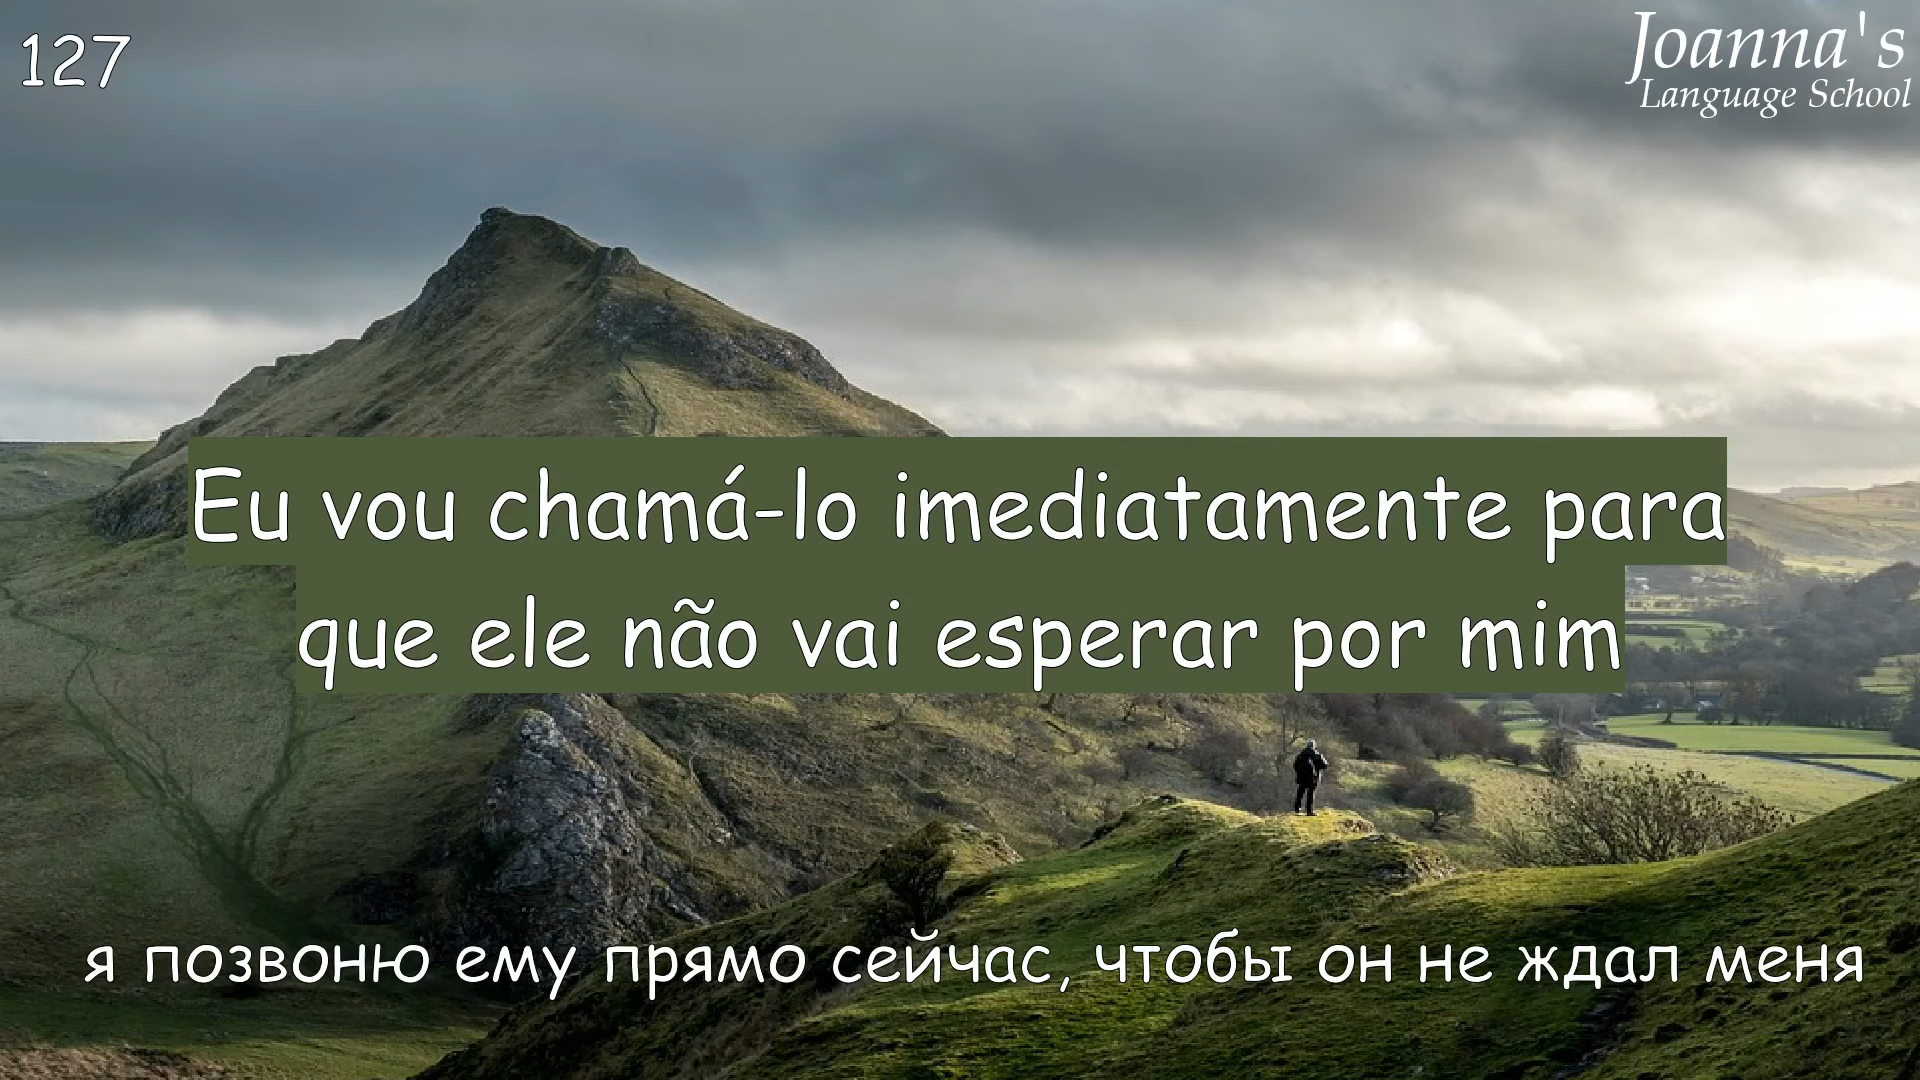 127
Joanna's
Language School
Eu vou chamá-lo imediatamente para
que ele não vai esperar por mim
я позвоню ему прямо сейчас, чтобы он не ждал меня